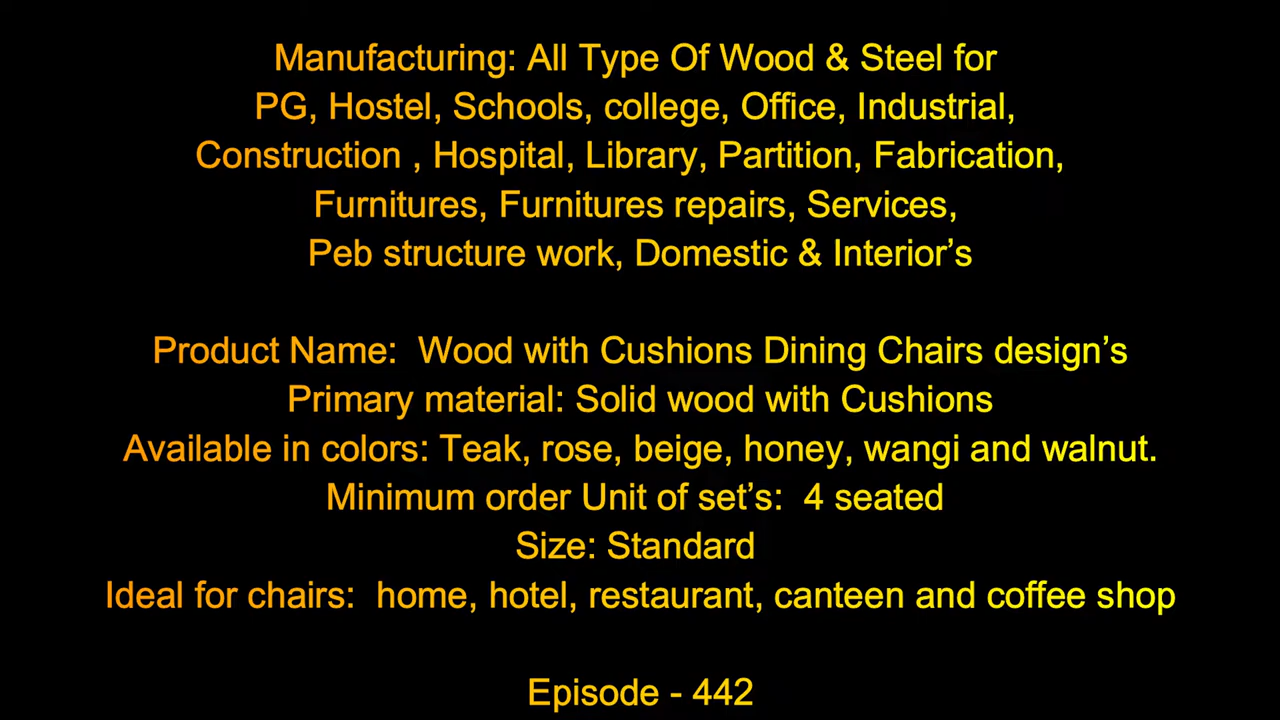 Manufacturing: All Type Of Wood & Steel for
PG, Hostel, Schools, college, Office, Industrial,
Construction , Hospital, Library, Partition, Fabrication,
Furnitures, Furnitures repairs, Services,
Peb structure work, Domestic & Interior’s
Product Name:  Wood with Cushions Dining Chairs design’s
Primary material: Solid wood with Cushions
Available in colors: Teak, rose, beige, honey, wangi and walnut.
Minimum order Unit of set’s:  4 seated
Size: Standard
Ideal for chairs:  home, hotel, restaurant, canteen and coffee shop
Episode - 442